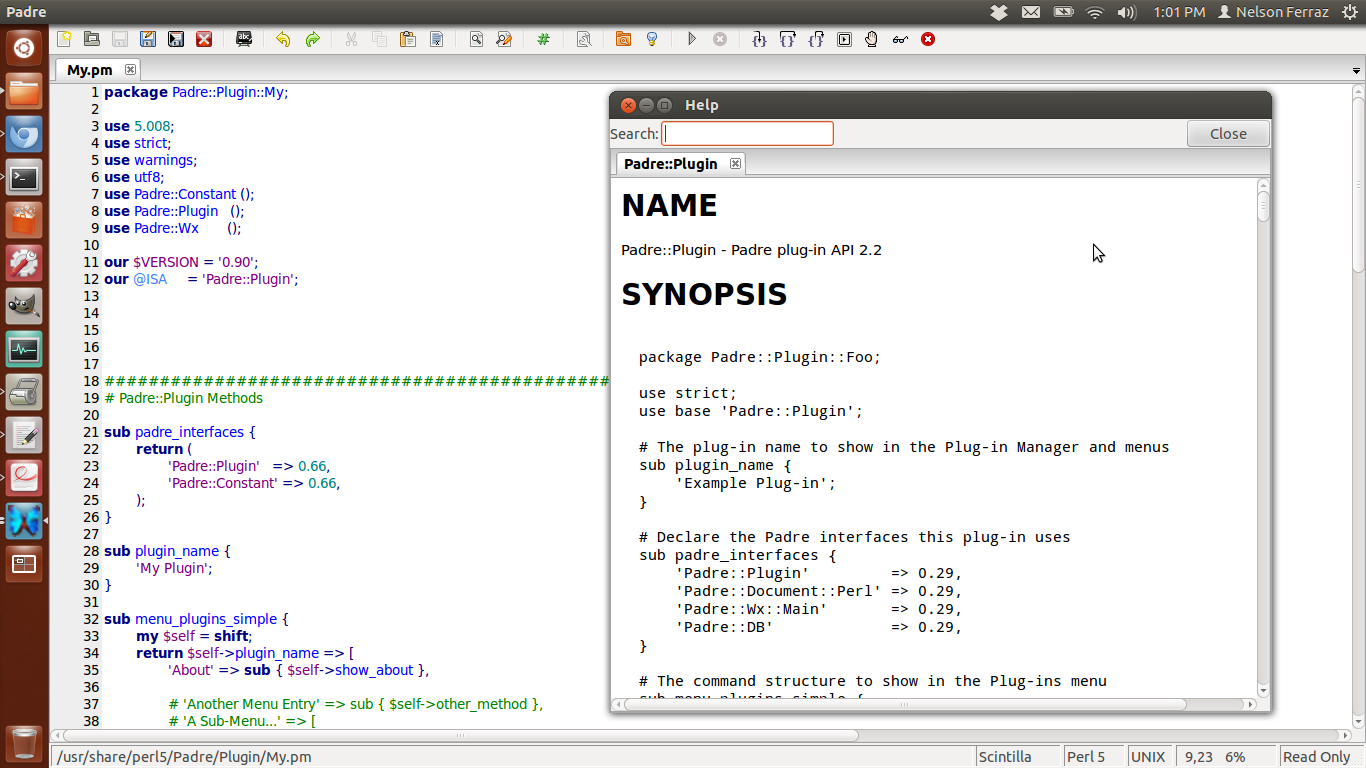 Padre
1:01 PM Nelson Ferraz
My.pm
1 package Padre::Plugin::My;
2
3 use 5.008;
4 use strict;
5 use warnings;
6 use utf8;
7 use Padre::Constant ();
8 use Padre::Plugin   ();
9 use Padre::Wx       ();
10
11 our $VERSION = '0.90';
12 our @ISA     = 'Padre::Plugin';
13
14
15
16
17
18 ##############################################
19 # Padre::Plugin Methods
20
21 sub padre_interfaces {
22 return (
23 'Padre::Plugin'   => 0.66,
24 'Padre::Constant' => 0.66,
25 );
26 }
27
28 sub plugin_name {
29 'My Plugin';
30 }
31
32 sub menu_plugins_simple {
33 my $self = shift;
34 return $self->plugin_name => [
35 'About' => sub { $self->show_about },
36
37 # 'Another Menu Entry' => sub { $self->other_method },
38 # 'A Sub-Menu...' => [
Help
Search:
Close
Padre::Plugin
NAME
Padre::Plugin - Padre plug-in API 2.2
SYNOPSIS
package Padre::Plugin::Foo;
use strict;
use base 'Padre::Plugin';
# The plug-in name to show in the Plug-in Manager and menus
sub plugin_name {
'Example Plug-in';
}
# Declare the Padre interfaces this plug-in uses
sub padre_interfaces {
'Padre::Plugin'         => 0.29,
'Padre::Document::Perl' => 0.29,
'Padre::Wx::Main'       => 0.29,
'Padre::DB'             => 0.29,
}
# The command structure to show in the Plug-ins menu
sub menu_plugins_simple {
/usr/share/perl5/Padre/Plugin/My.pm
Scintilla
Perl 5
UNIX
9,23 6%
Read Only